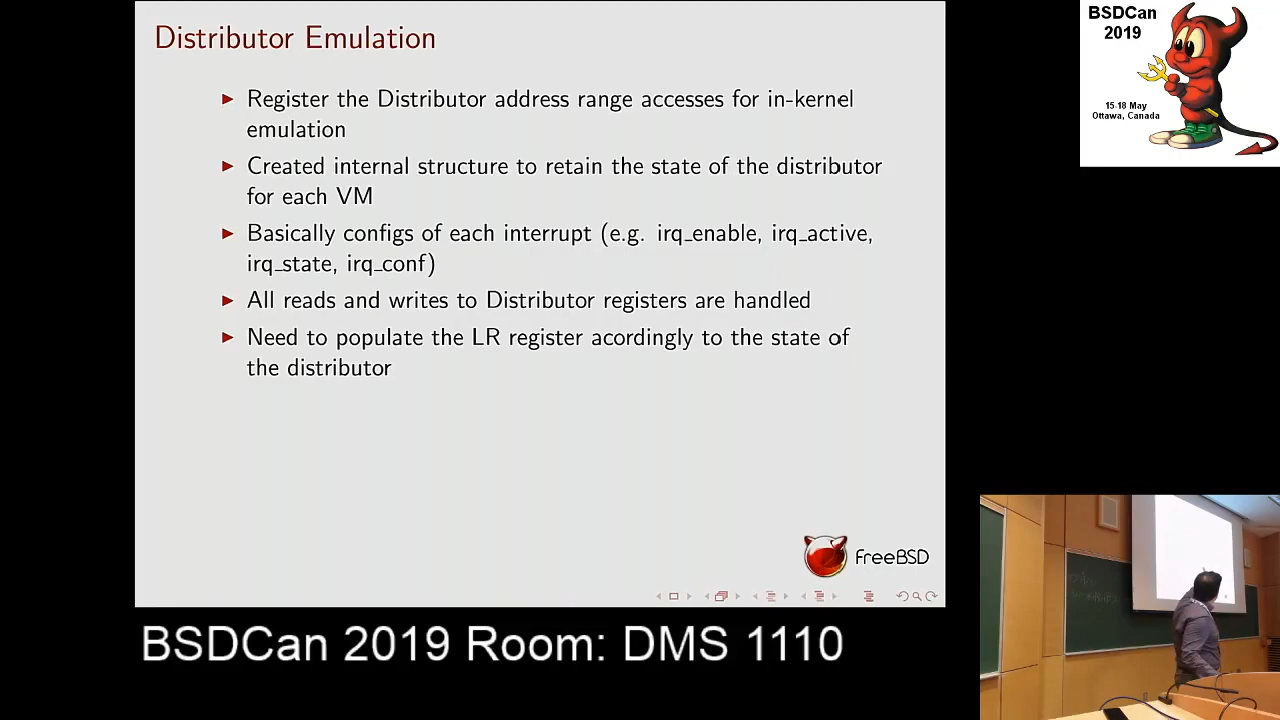 Distributor Emulation
▶ Register the Distributor address range accesses for in-kernel
emulation
▶ Created internal structure to retain the state of the distributor
for each VM
▶ Basically configs of each interrupt (e.g. irq_enable, irq_active,
irq_state, irq_conf)
▶ All reads and writes to Distributor registers are handled
▶ Need to populate the LR register acordingly to the state of
the distributor
FreeBSD
BSDCan 2019 Room: DMS 1110
BSDCan
2019
15-18 May
Ottawa, Canada